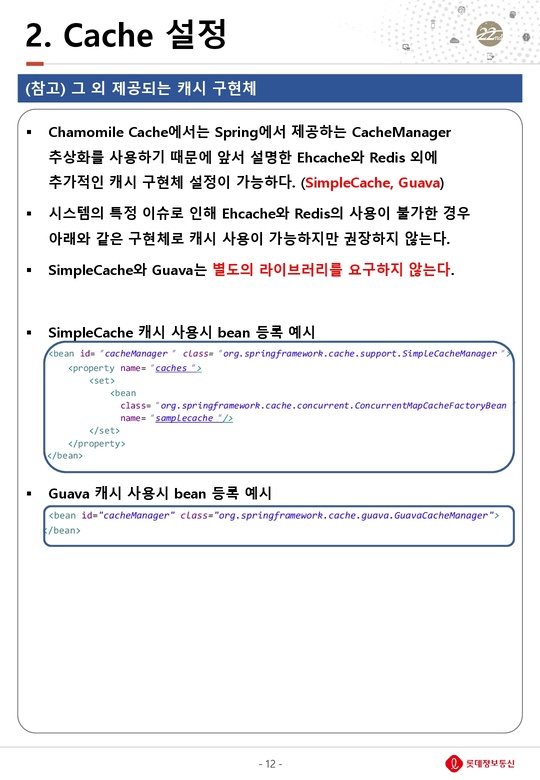 2. Cache 설정
22nd
(참고) 그 외 제공되는 캐시 구현체
▪ Chamomile Cache에서는 Spring에서 제공하는 CacheManager
추상화를 사용하기 때문에 앞서 설명한 Ehcache와 Redis 외에
추가적인 캐시 구현체 설정이 가능하다. (SimpleCache, Guava)
▪ 시스템의 특정 이슈로 인해 Ehcache와 Redis의 사용이 불가한 경우
아래와 같은 구현체로 캐시 사용이 가능하지만 권장하지 않는다.
▪ SimpleCache와 Guava는 별도의 라이브러리를 요구하지 않는다.
▪ SimpleCache 캐시 사용시 bean 등록 예시
<bean id= "cacheManager " class= "org.springframework.cache.support.SimpleCacheManager ">
<property name= "caches ">
<set>
<bean
class= "org.springframework.cache.concurrent.ConcurrentMapCacheFactoryBean "
name= "samplecache "/>
</set>
</property>
</bean>
▪ Guava 캐시 사용시 bean 등록 예시
<bean id="cacheManager" class="org.springframework.cache.guava.GuavaCacheManager">
</bean>
- 12 -
롯데정보통신